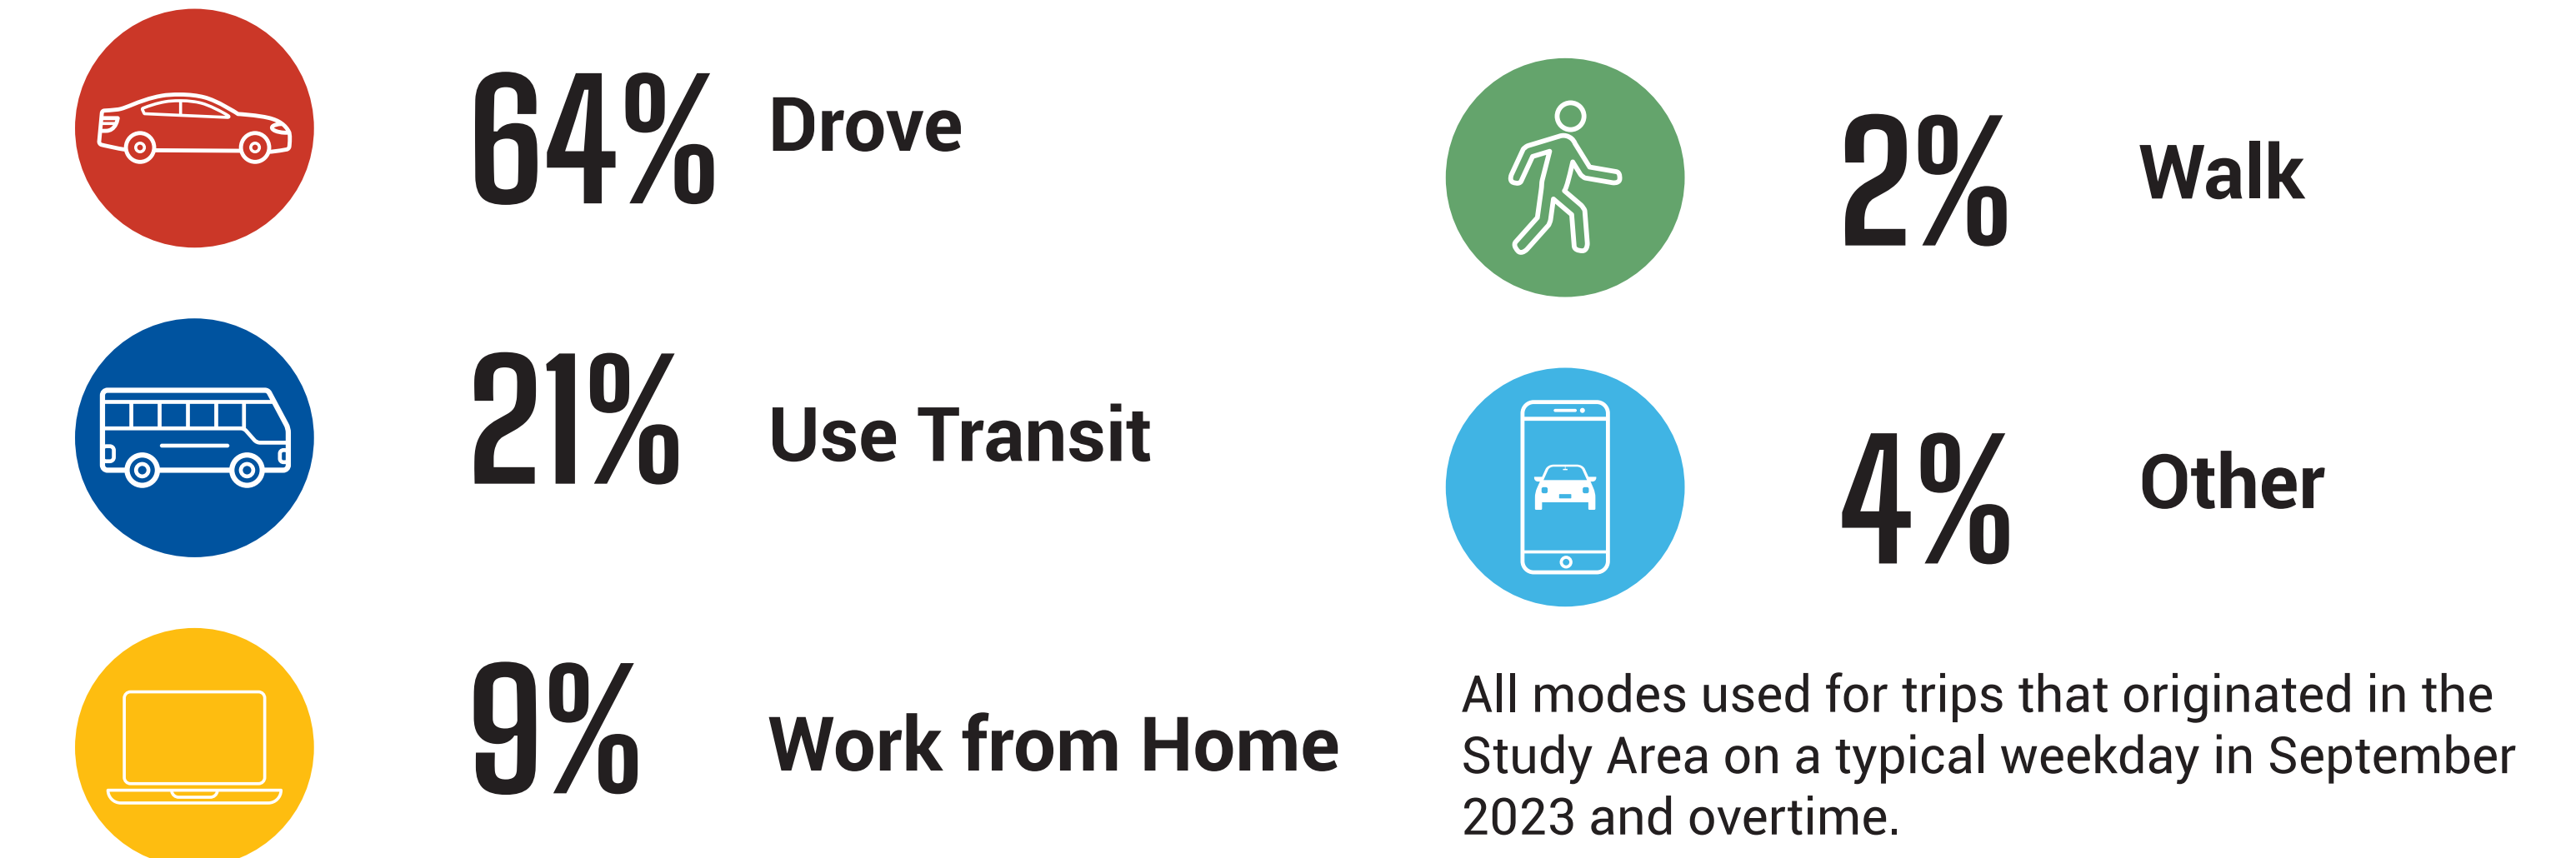 64% Drove
21% Use Transit
9% Work from Home
2% Walk
4% Other
All modes used for trips that originated in the
Study Area on a typical weekday in September
2023 and overtime.